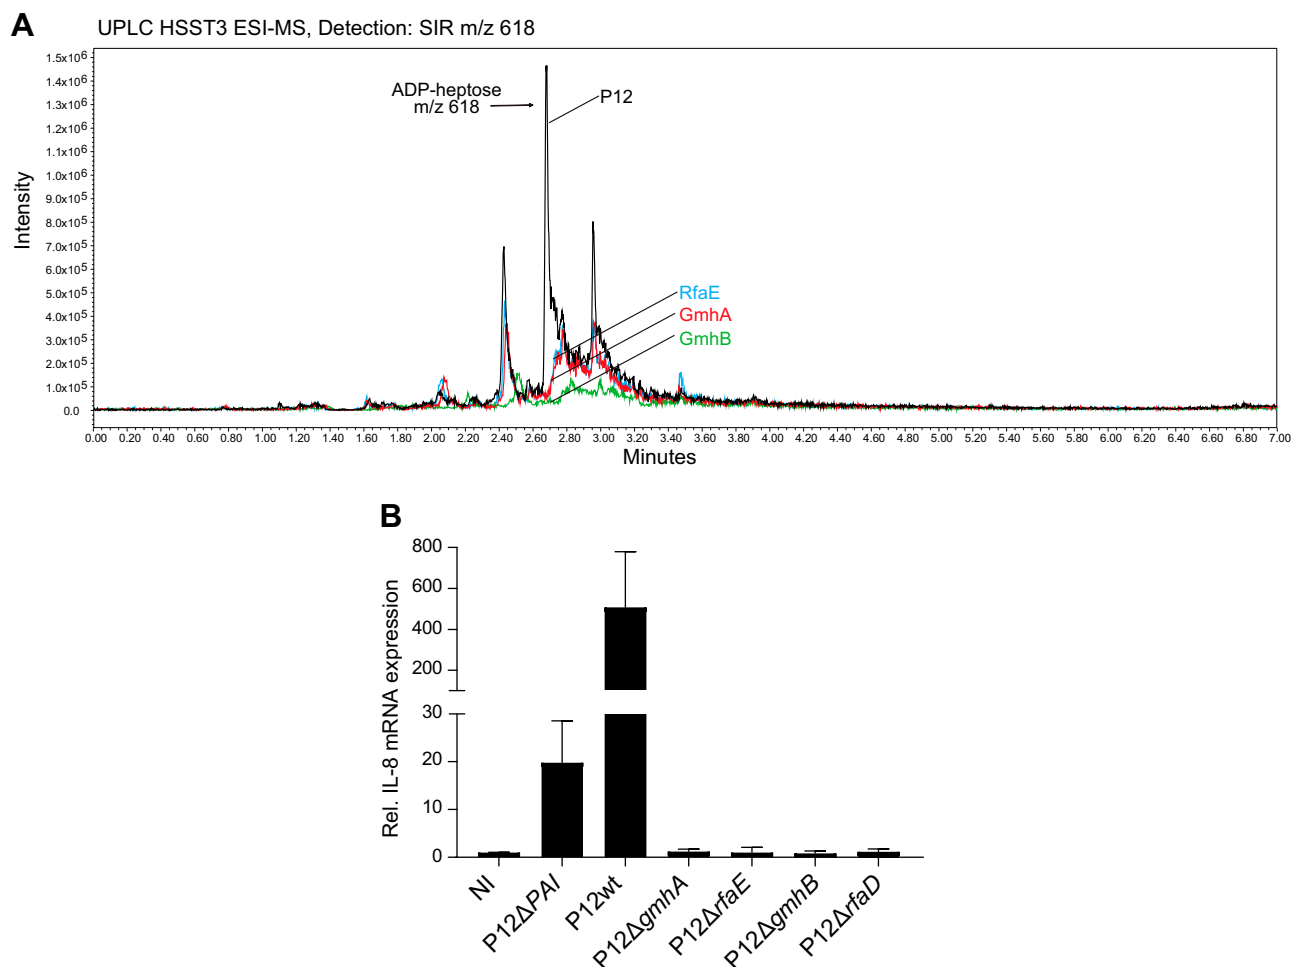 A
UPLC HSST3 ESI-MS, Detection: SIR m/z 618
Intensity
1.5x10⁶
1.4x10⁶
1.3x10⁶
1.2x10⁶
1.1x10⁶
1.0x10⁶
9.0x10⁵
8.0x10⁵
7.0x10⁵
6.0x10⁵
5.0x10⁵
4.0x10⁵
3.0x10⁵
2.0x10⁵
1.0x10⁵
0.0
ADP-heptose
m/z 618
P12
RfaE
GmhA
GmhB
0.00 0.20 0.40 0.60 0.80 1.00 1.20 1.40 1.60 1.80 2.00 2.20 2.40 2.60 2.80 3.00 3.20 3.40 3.60 3.80 4.00 4.20 4.40 4.60 4.80 5.00 5.20 5.40 5.60 5.80 6.00 6.20 6.40 6.60 6.80 7.00
Minutes
B
Rel. IL-8 mRNA expression
800
600
400
200
30
20
10
0
NI
P12ΔPAI
P12wt
P12ΔgmhA
P12ΔrfaE
P12ΔgmhB
P12ΔrfaD